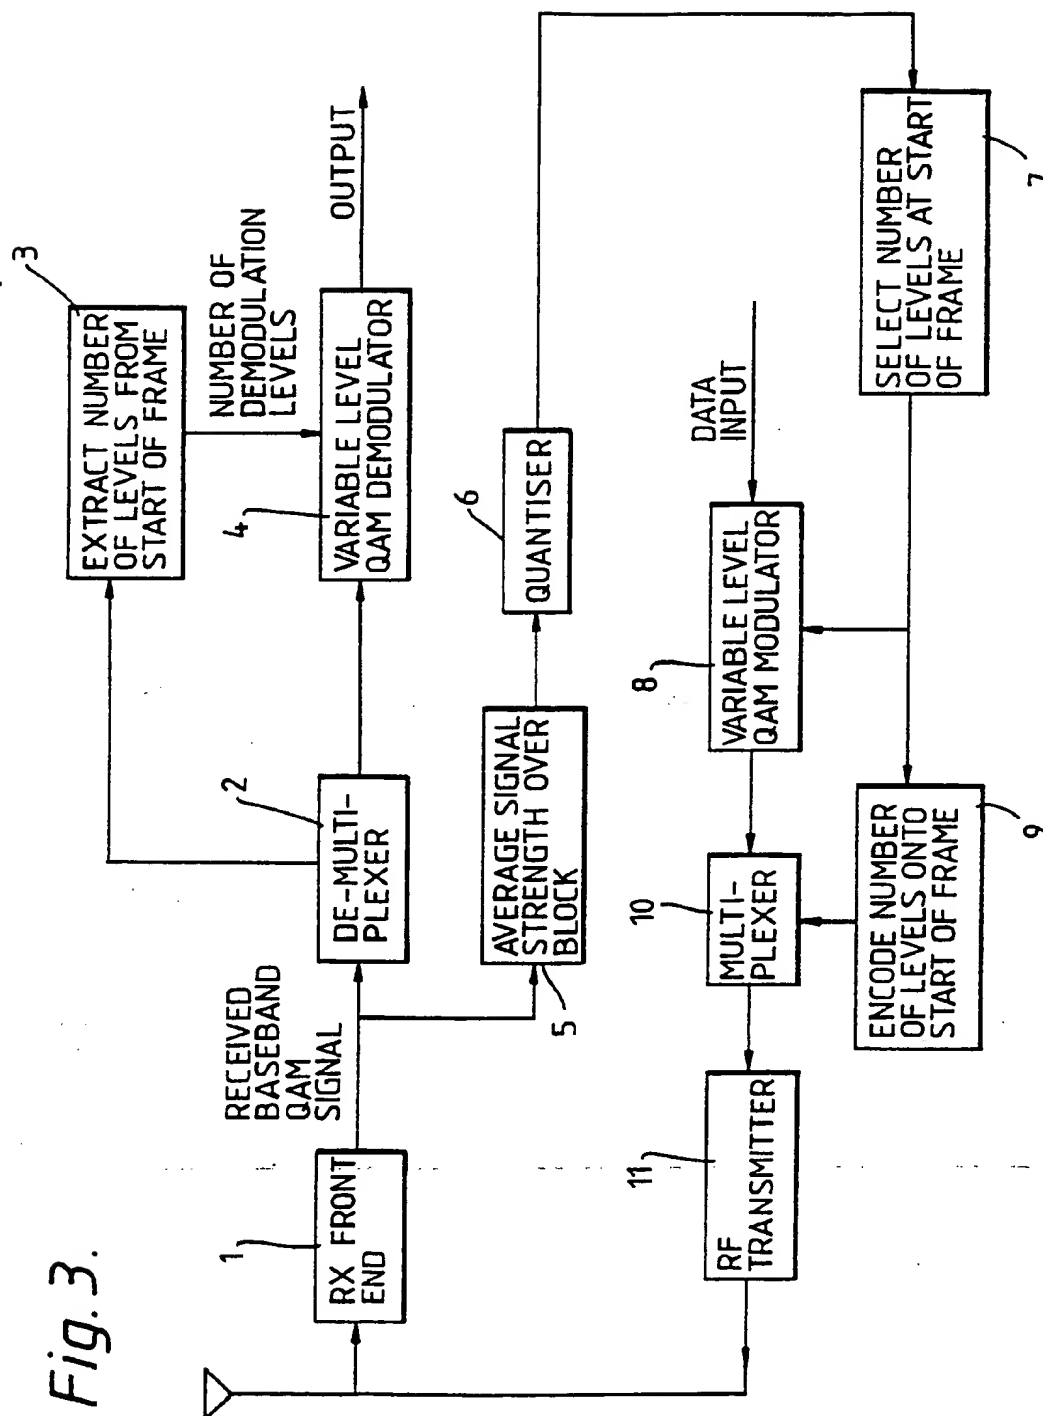 Fig. 3.
1
RX FRONT
END
RECEIVED
BASEBAND
QAM
SIGNAL
2
DE-MULTI-
PLEXER
3
EXTRACT NUMBER
OF LEVELS FROM
START OF FRAME
NUMBER OF
DEMODULATION
LEVELS
4
VARIABLE LEVEL
QAM DEMODULATOR
OUTPUT
5
AVERAGE SIGNAL
STRENGTH OVER
BLOCK
6
QUANTISER
7
SELECT NUMBER
OF LEVELS AT START
OF FRAME
DATA
INPUT
8
VARIABLE LEVEL
QAM MODULATOR
9
ENCODE NUMBER
OF LEVELS ONTO
START OF FRAME
10
MULTI-
PLEXER
11
RF
TRANSMITTER